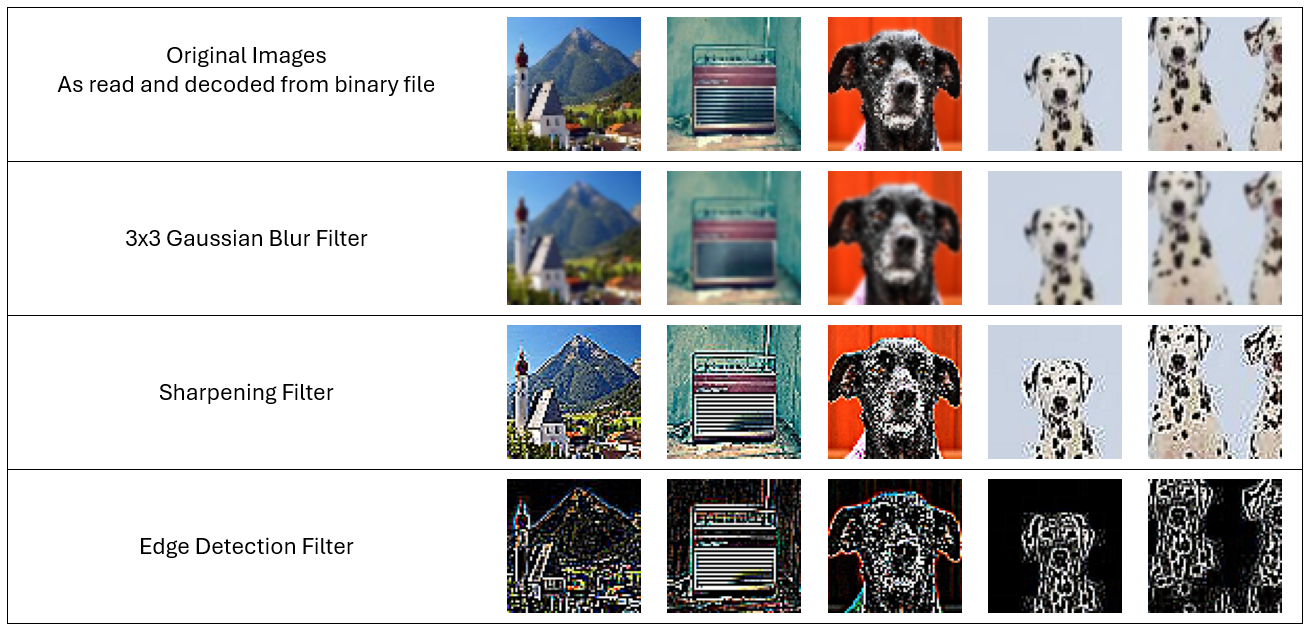 Original Images
As read and decoded from binary file
3x3 Gaussian Blur Filter
Sharpening Filter
Edge Detection Filter